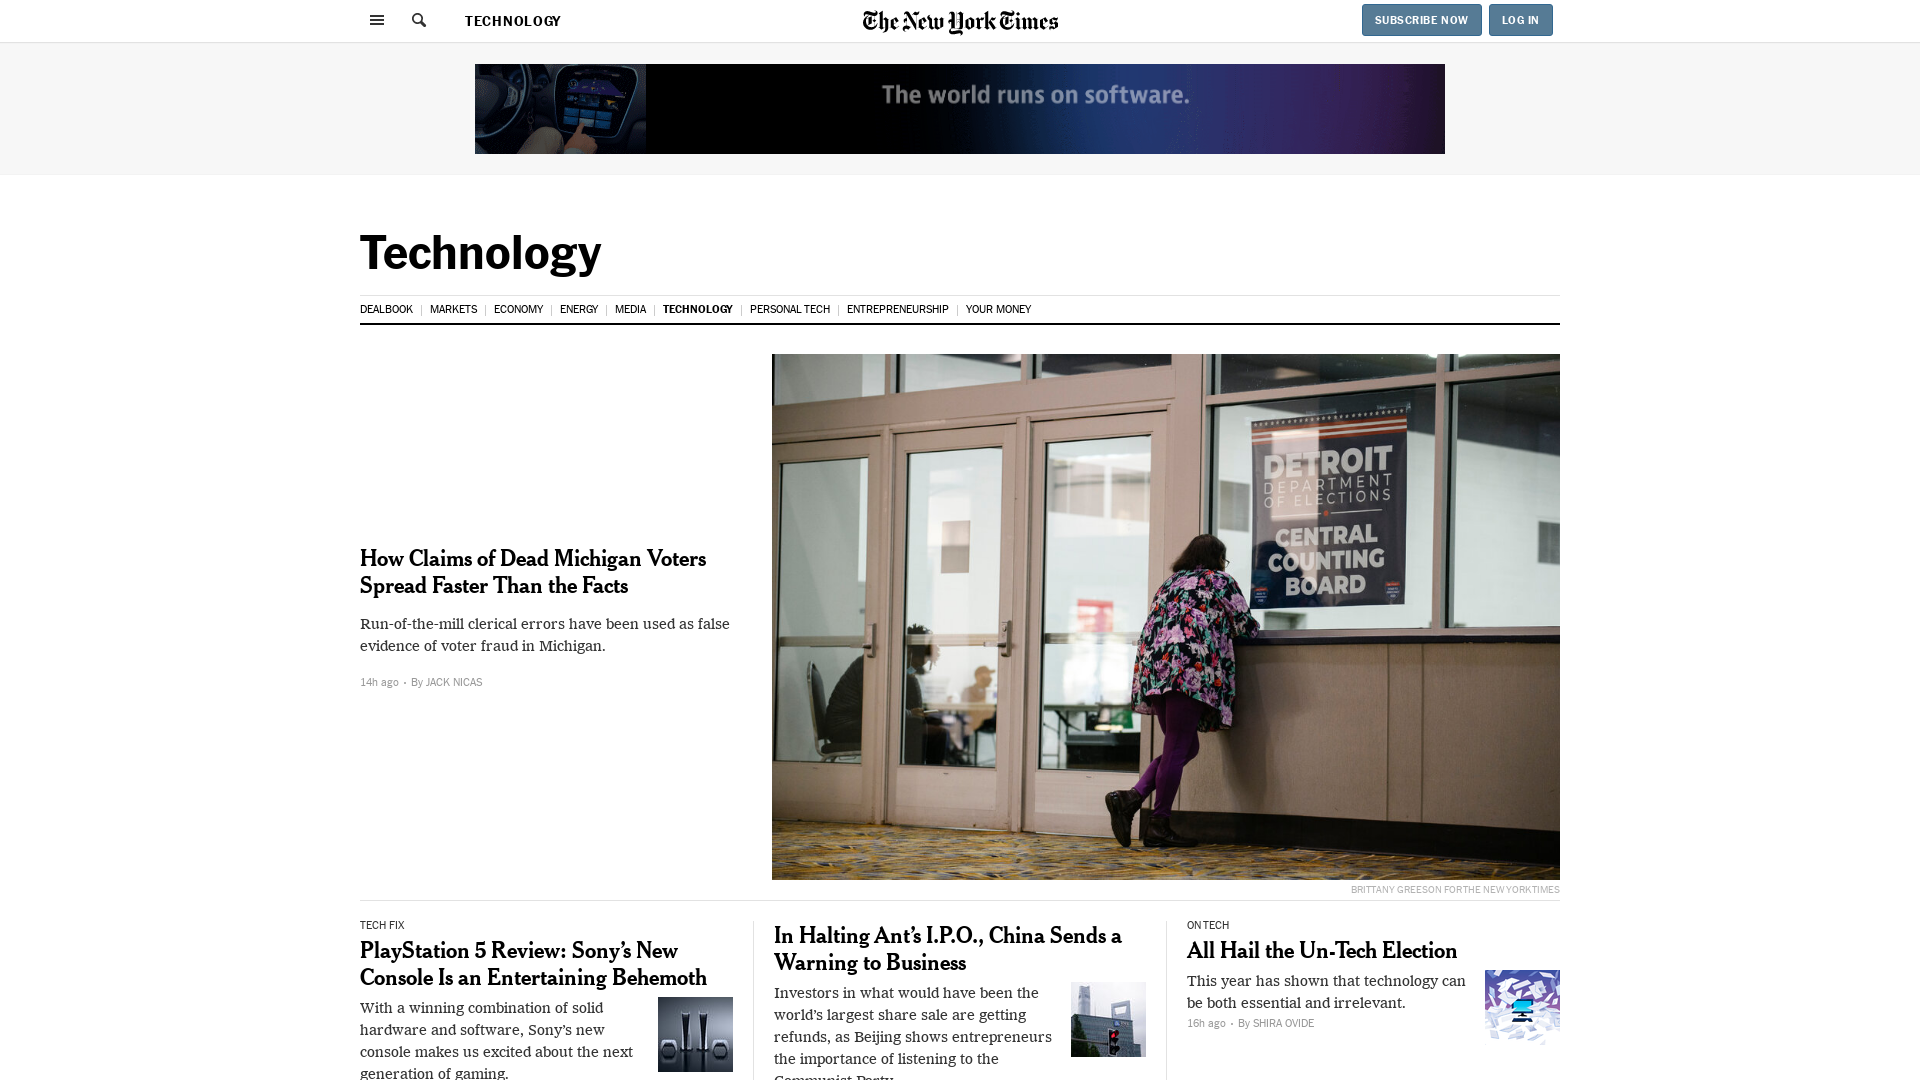 TECHNOLOGY
The New York Times
SUBSCRIBE NOW
LOG IN
The world runs on software.
Technology
DEALBOOK
MARKETS
ECONOMY
ENERGY
MEDIA
TECHNOLOGY
PERSONAL TECH
ENTREPRENEURSHIP
YOUR MONEY
DETROIT
DEPARTMENT
OF ELECTIONS
CENTRAL
COUNTING
BOARD
How Claims of Dead Michigan Voters
Spread Faster Than the Facts
Run-of-the-mill clerical errors have been used as false
evidence of voter fraud in Michigan.
14h ago • By JACK NICAS
BRITTANY GREESON FOR THE NEW YORK TIMES
TECH FIX
PlayStation 5 Review: Sony’s New
Console Is an Entertaining Behemoth
With a winning combination of solid
hardware and software, Sony’s new
console makes us excited about the next
generation of gaming.
In Halting Ant’s I.P.O., China Sends a
Warning to Business
Investors in what would have been the
world’s largest share sale are getting
refunds, as Beijing shows entrepreneurs
the importance of listening to the
Communist Party.
ON TECH
All Hail the Un-Tech Election
This year has shown that technology can
be both essential and irrelevant.
16h ago • By SHIRA OVIDE